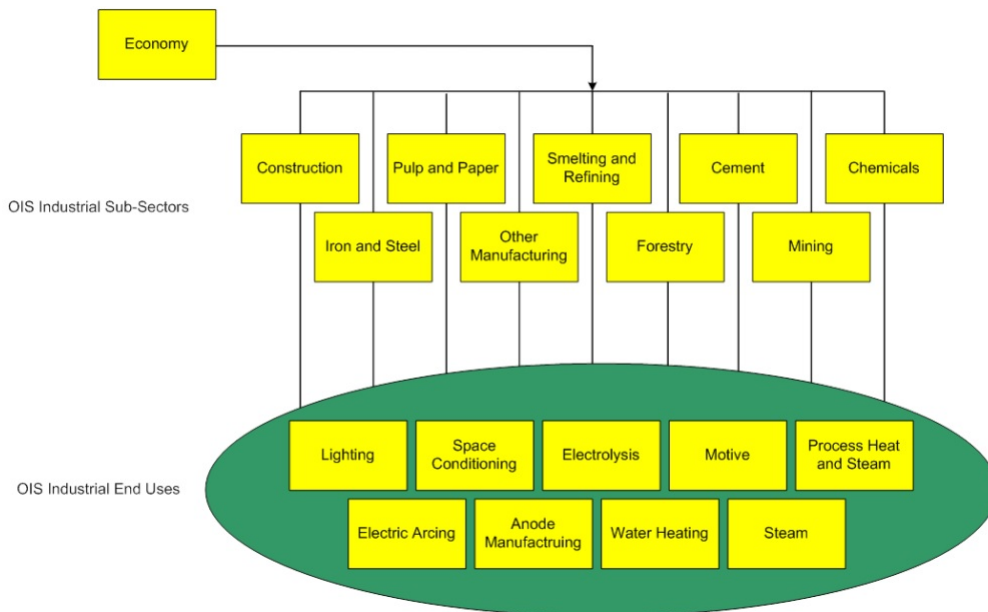 Economy
Construction
Pulp and Paper
Smelting and
Refining
Cement
Chemicals
OIS Industrial Sub-Sectors
Iron and Steel
Other
Manufacturing
Forestry
Mining
Lighting
Space
Conditioning
Electrolysis
Motive
Process Heat
and Steam
OIS Industrial End Uses
Electric Arcing
Anode
Manufactruing
Water Heating
Steam